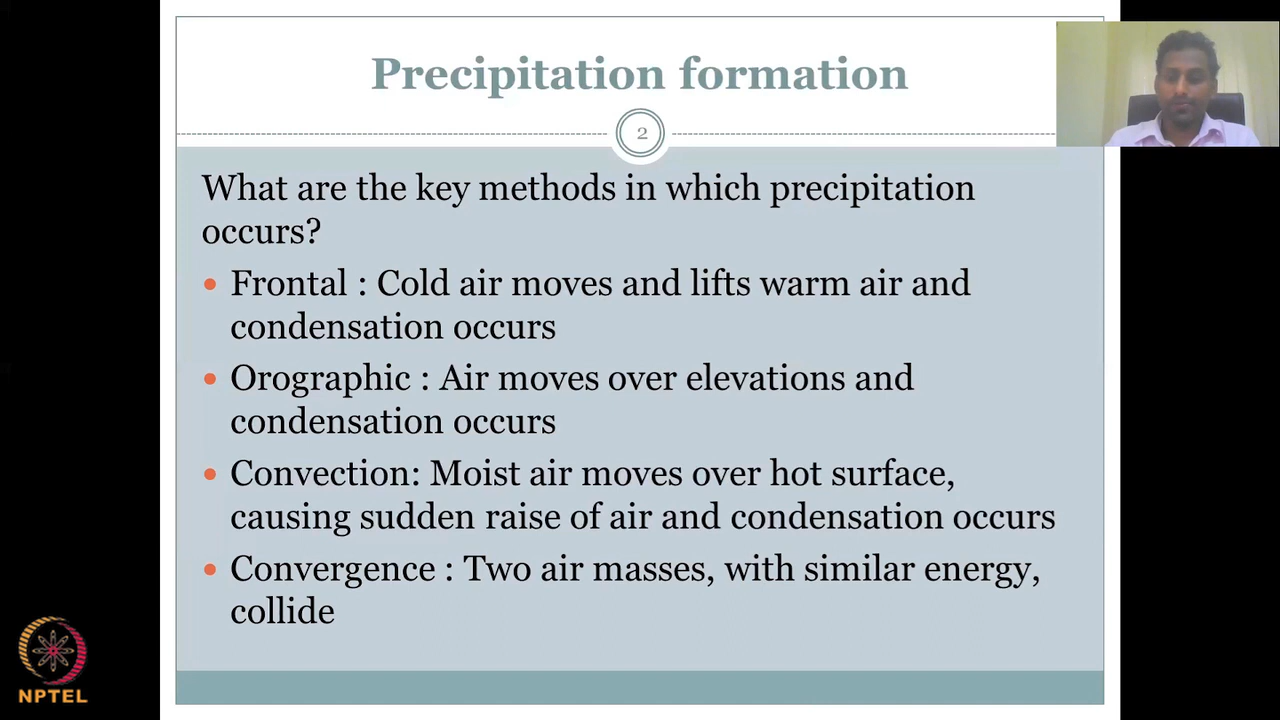 Precipitation formation
2
What are the key methods in which precipitation
occurs?
• Frontal : Cold air moves and lifts warm air and
condensation occurs
• Orographic : Air moves over elevations and
condensation occurs
• Convection: Moist air moves over hot surface,
causing sudden raise of air and condensation occurs
• Convergence : Two air masses, with similar energy,
collide
NPTEL